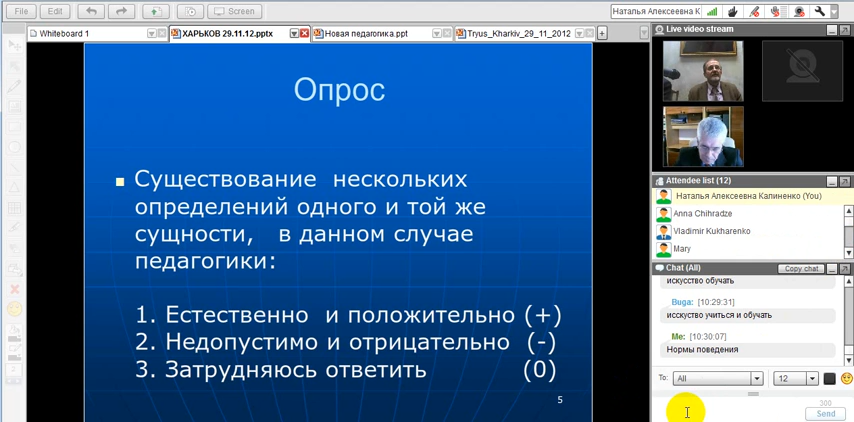 File
Edit
Screen
Наталья Алексеевна К
Whiteboard 1
ХАРЬКОВ 29.11.12.pptx
Новая педагогика.ppt
Tryus_Kharkiv_29_11_2012
Опрос
Существование нескольких
определений одного и той же
сущности, в данном случае
педагогики:
1. Естественно и положительно (+)
2. Недопустимо и отрицательно (-)
3. Затрудняюсь ответить (0)
5
Live video stream
Attendee list (12)
Наталья Алексеевна Калиненко (You)
Anna Chihradze
Vladimir Kukharenko
Mary
Chat (All)
Copy chat
искусство обучать
Buga: [10:29:31]
исскуство учиться и обучать
Me: [10:30:07]
Нормы поведения
To:
All
12
300
Send